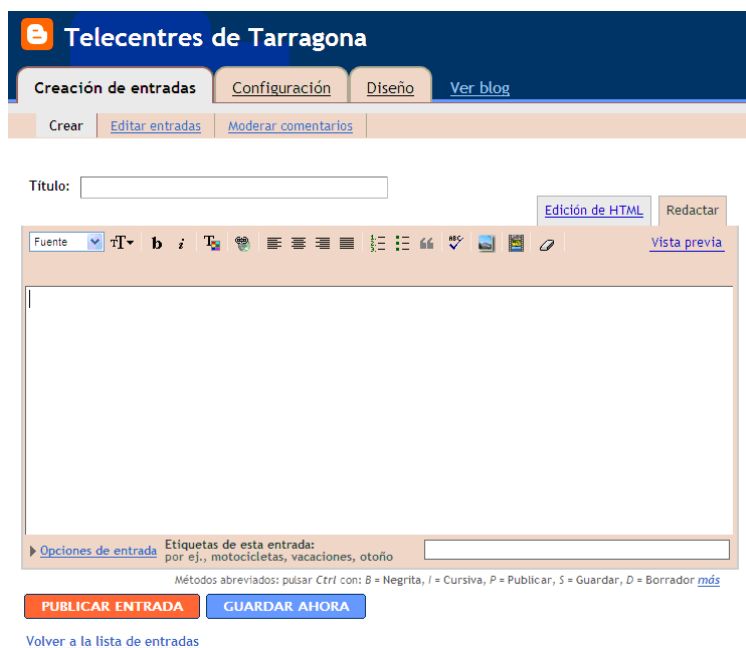 Telecentres de Tarragona
Creación de entradas Configuración Diseño Ver blog
Crear Editar entradas Moderar comentarios
Título:
Edición de HTML Redactar
Fuente T b i T ABC Vista previa
Opciones de entrada Etiquetas de esta entrada:
por ej., motocicletas, vacaciones, otoño
Métodos abreviados: pulsar Ctrl con: B = Negrita, I = Cursiva, P = Publicar, S = Guardar, D = Borrador más
PUBLICAR ENTRADA GUARDAR AHORA
Volver a la lista de entradas